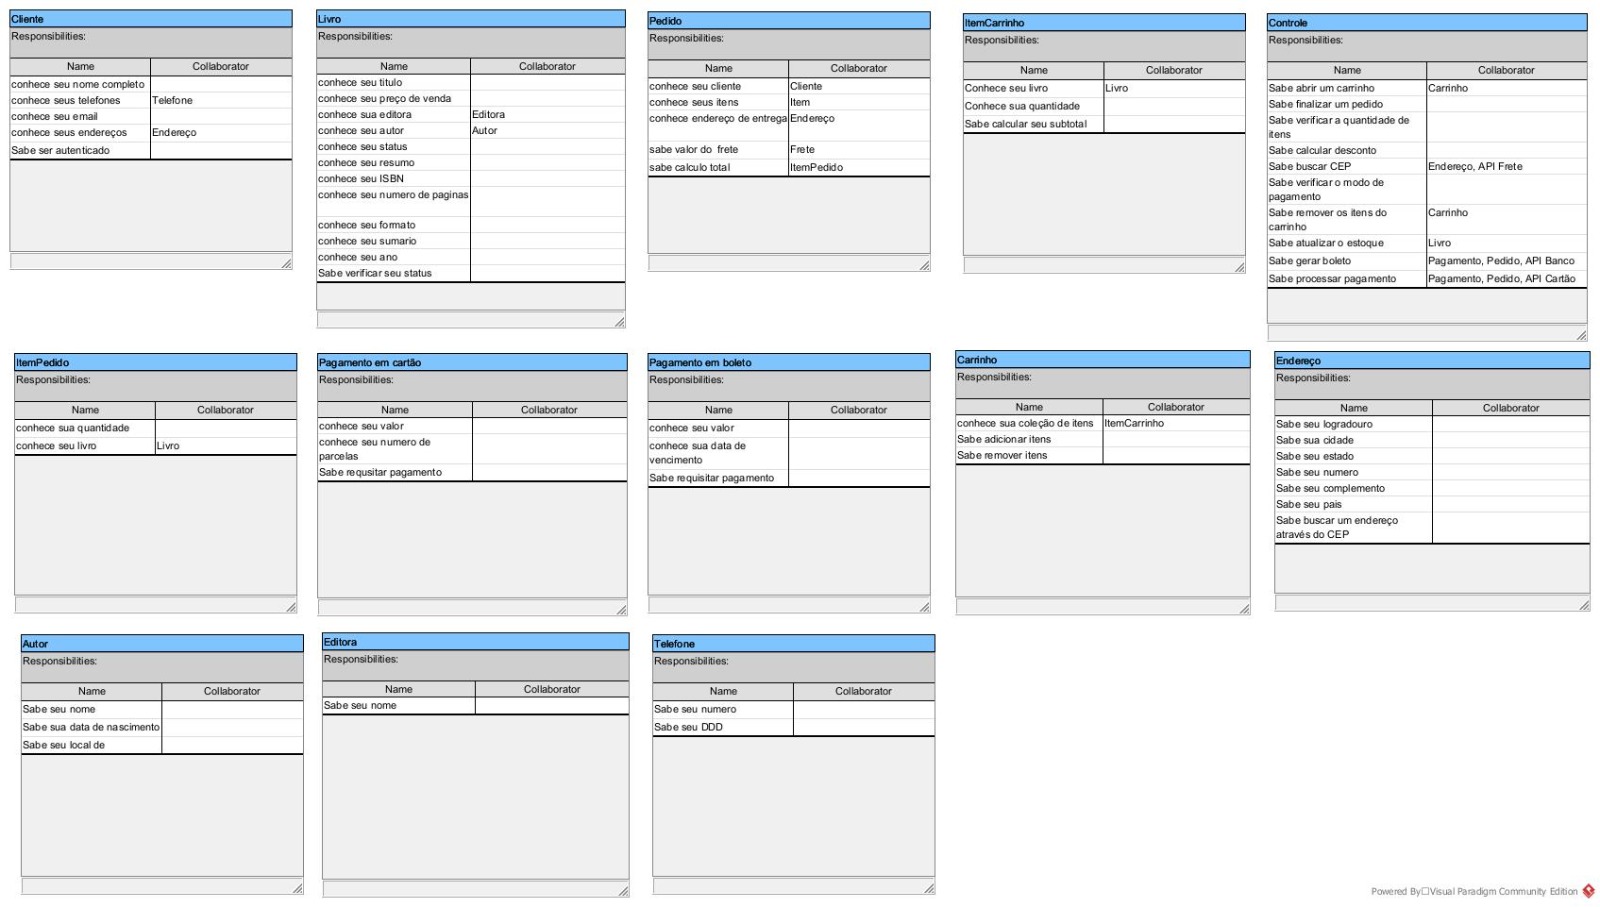 Cliente
Responsibilities:
Name Collaborator
conhece seu nome completo
conhece seus telefones Telefone
conhece seu email
conhece seus endereços Endereço
Sabe ser autenticado
Livro
Responsibilities:
Name Collaborator
conhece seu titulo
conhece seu preço de venda
conhece sua editora Editora
conhece seu autor Autor
conhece seu status
conhece seu resumo
conhece seu ISBN
conhece seu numero de paginas
conhece seu formato
conhece seu sumario
conhece seu ano
Sabe verificar seu status
Pedido
Responsibilities:
Name Collaborator
conhece seu cliente Cliente
conhece seus itens Item
conhece endereço de entrega Endereço
sabe valor do frete Frete
sabe calculo total ItemPedido
ItemCarrinho
Responsibilities:
Name Collaborator
Conhece seu livro Livro
Conhece sua quantidade
Sabe calcular seu subtotal
Controle
Responsibilities:
Name Collaborator
Sabe abrir um carrinho Carrinho
Sabe finalizar um pedido
Sabe verificar a quantidade de
itens
Sabe calcular desconto
Sabe buscar CEP Endereço, API Frete
Sabe verificar o modo de
pagamento
Sabe remover os itens do Carrinho
carrinho
Sabe atualizar o estoque Livro
Sabe gerar boleto Pagamento, Pedido, API Banco
Sabe processar pagamento Pagamento, Pedido, API Cartão
ItemPedido
Responsibilities:
Name Collaborator
conhece sua quantidade
conhece seu livro Livro
Pagamento em cartão
Responsibilities:
Name Collaborator
conhece seu valor
conhece seu numero de
parcelas
Sabe requsitar pagamento
Pagamento em boleto
Responsibilities:
Name Collaborator
conhece seu valor
conhece sua data de
vencimento
Sabe requisitar pagamento
Carrinho
Responsibilities:
Name Collaborator
conhece sua coleção de itens ItemCarrinho
Sabe adicionar itens
Sabe remover itens
Endereço
Responsibilities:
Name Collaborator
Sabe seu logradouro
Sabe sua cidade
Sabe seu estado
Sabe seu numero
Sabe seu complemento
Sabe seu pais
Sabe buscar um endereço
através do CEP
Autor
Responsibilities:
Name Collaborator
Sabe seu nome
Sabe sua data de nascimento
Sabe seu local de
Editora
Responsibilities:
Name Collaborator
Sabe seu nome
Telefone
Responsibilities:
Name Collaborator
Sabe seu numero
Sabe seu DDD
Powered By□Visual Paradigm Community Edition